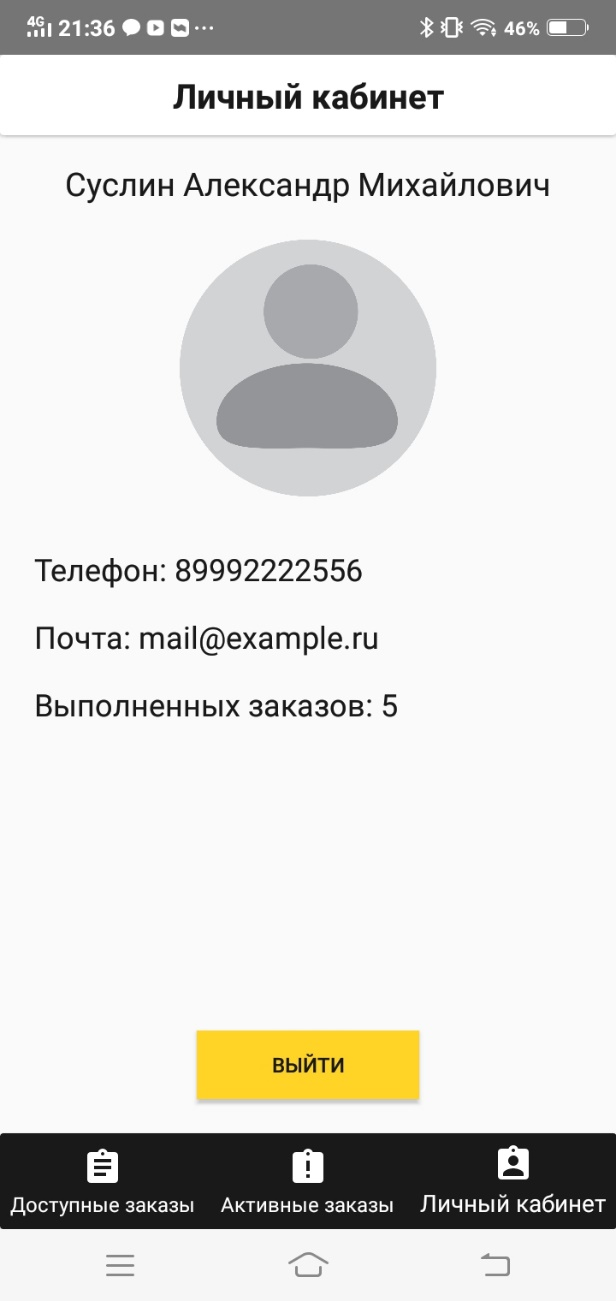 4G 21:36 46%
Личный кабинет
Суслин Александр Михайлович
Телефон: 89992222556
Почта: mail@example.ru
Выполненных заказов: 5
ВЫЙТИ
Доступные заказы Активные заказы Личный кабинет